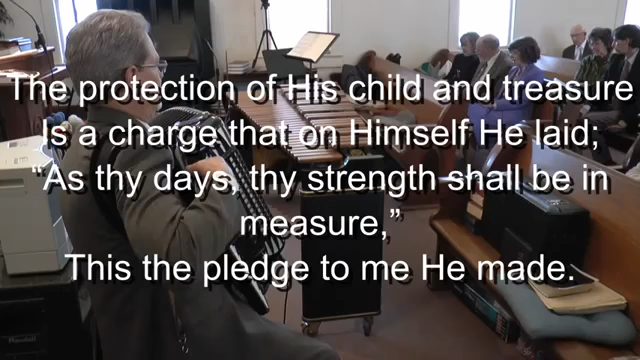 The protection of His child and treasure
Is a charge that on Himself He laid;
“As thy days, thy strength shall be in
measure,”
This the pledge to me He made.